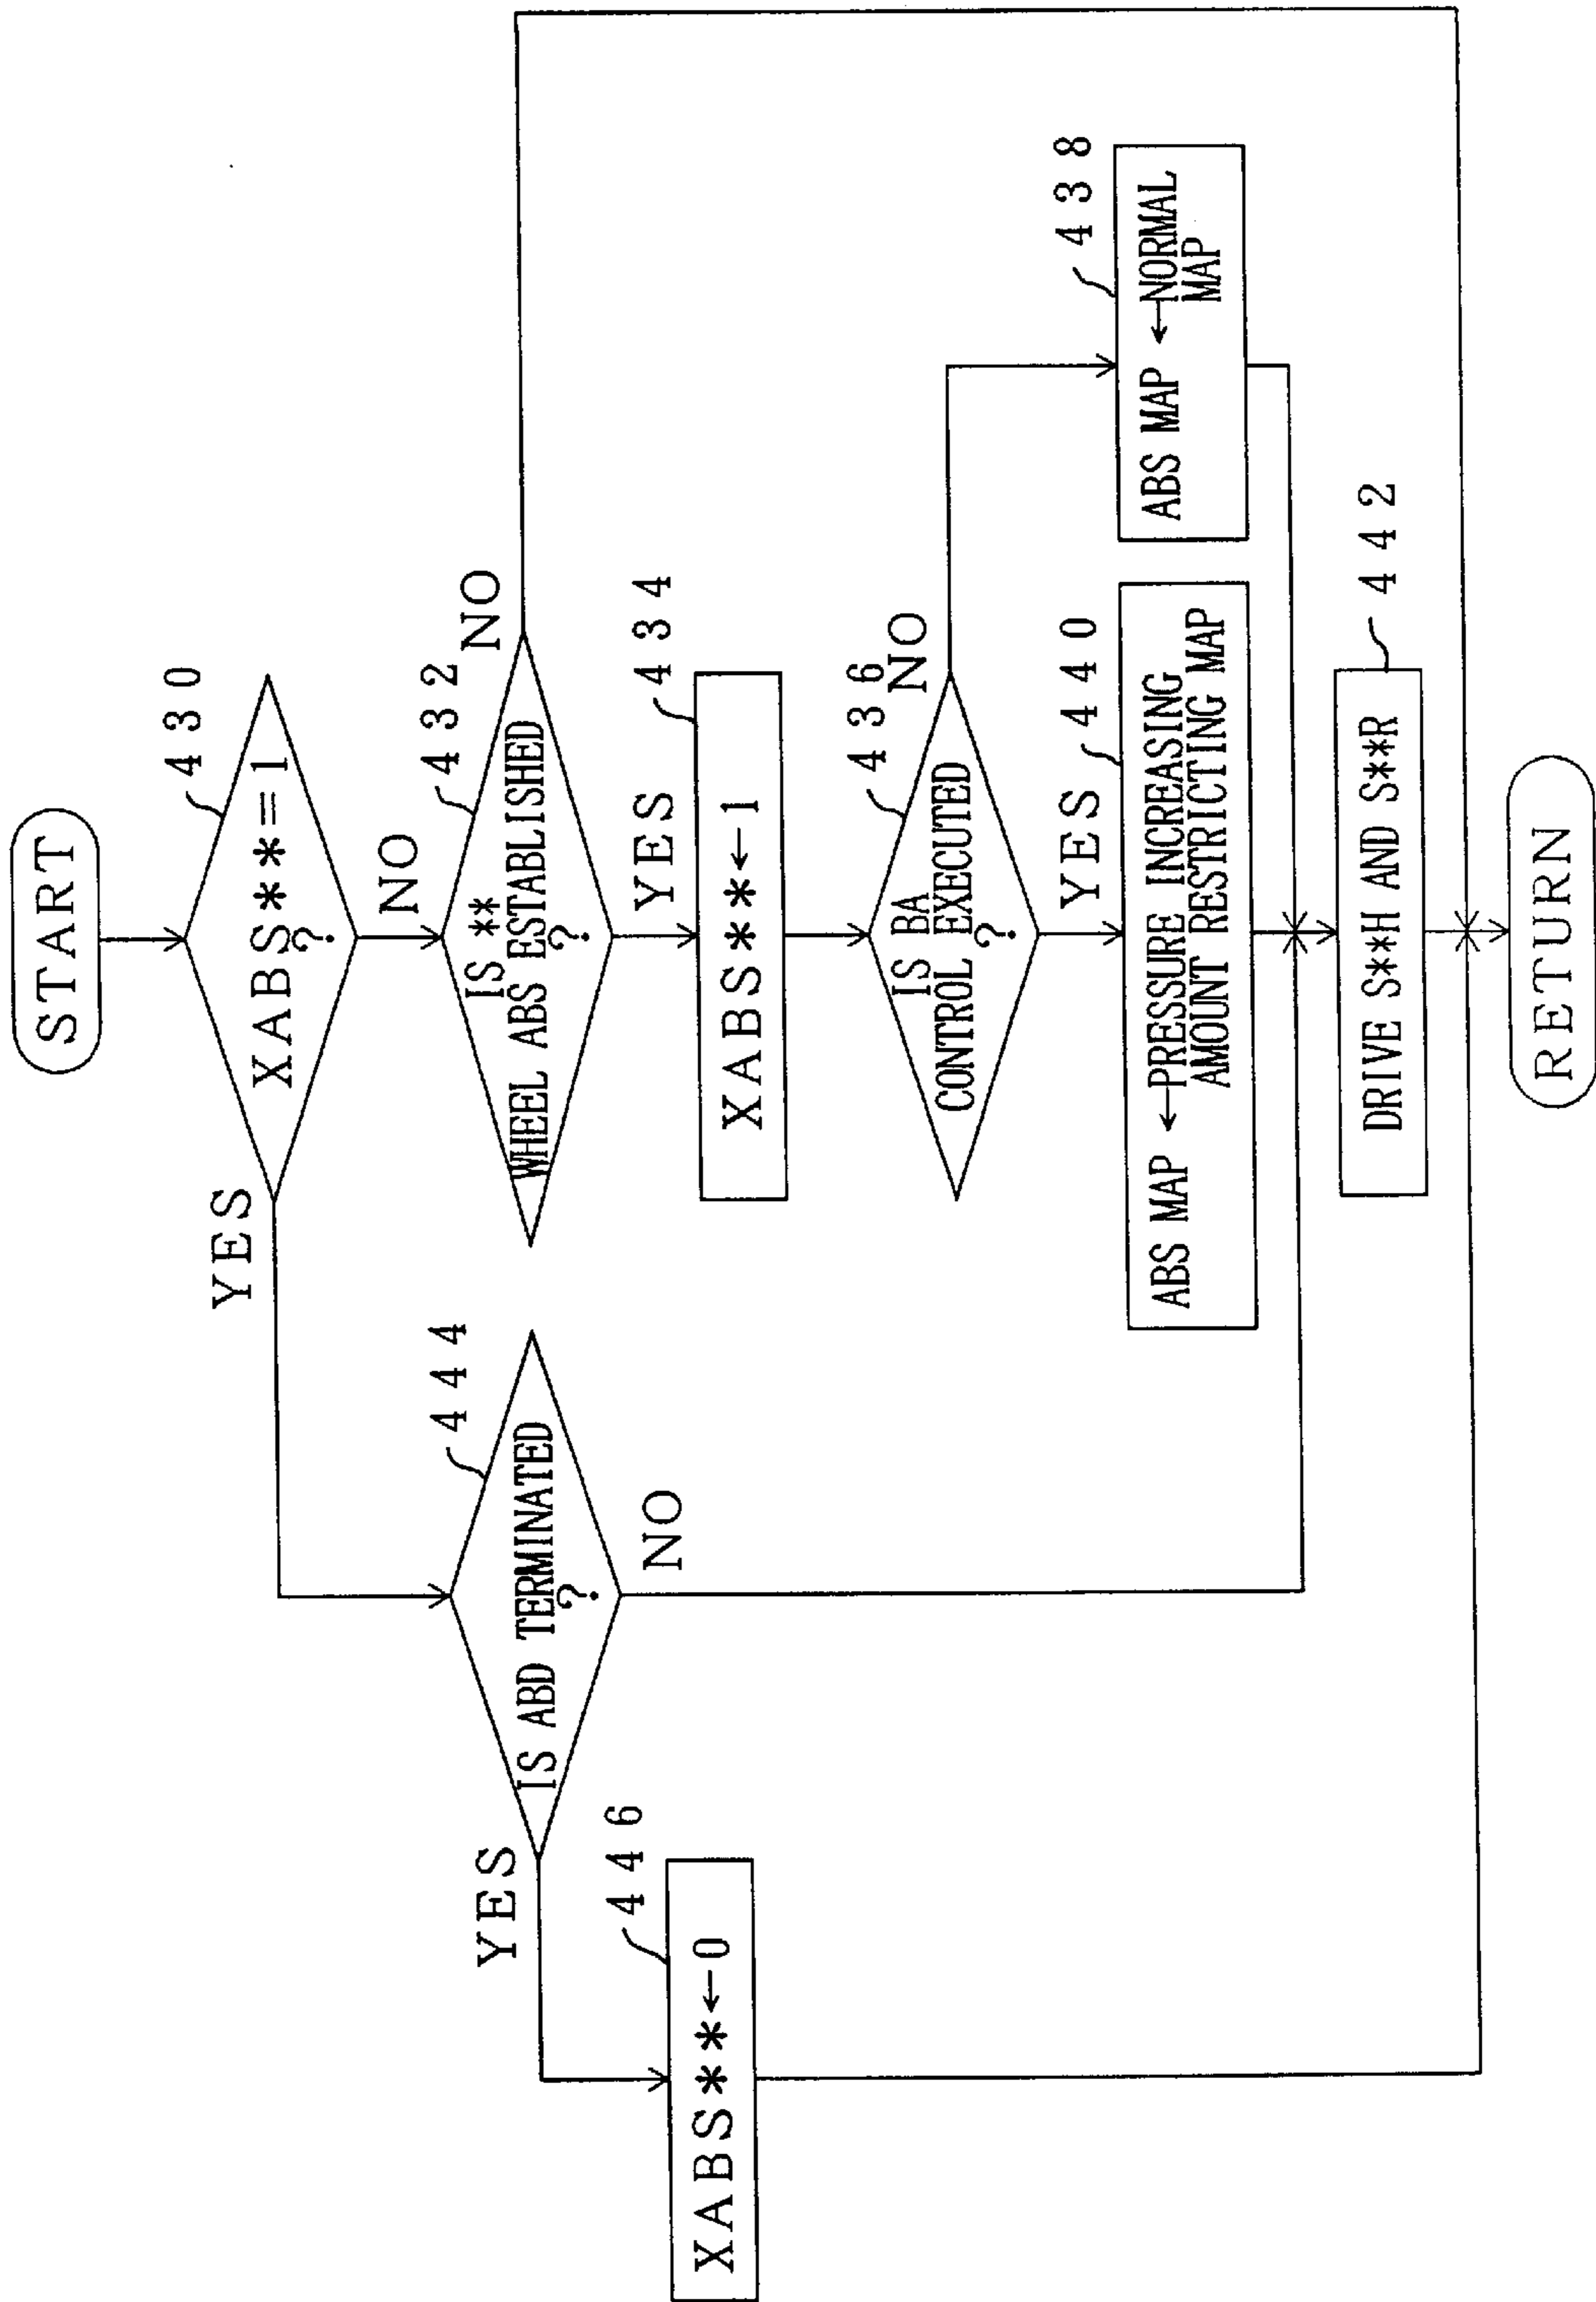 START
430
XABS**=1
?
YES
NO
432
IS **
WHEEL ABS ESTABLISHED
?
NO
YES
444
IS ABD TERMINATED
?
YES
NO
434
XABS**←1
446
XABS**←0
436
IS BA
CONTROL EXECUTED
?
NO
YES
440
ABS MAP ←PRESSURE INCREASING
AMOUNT RESTRICTING MAP
438
ABS MAP ←NORMAL
MAP
442
DRIVE S**H AND S**R
RETURN